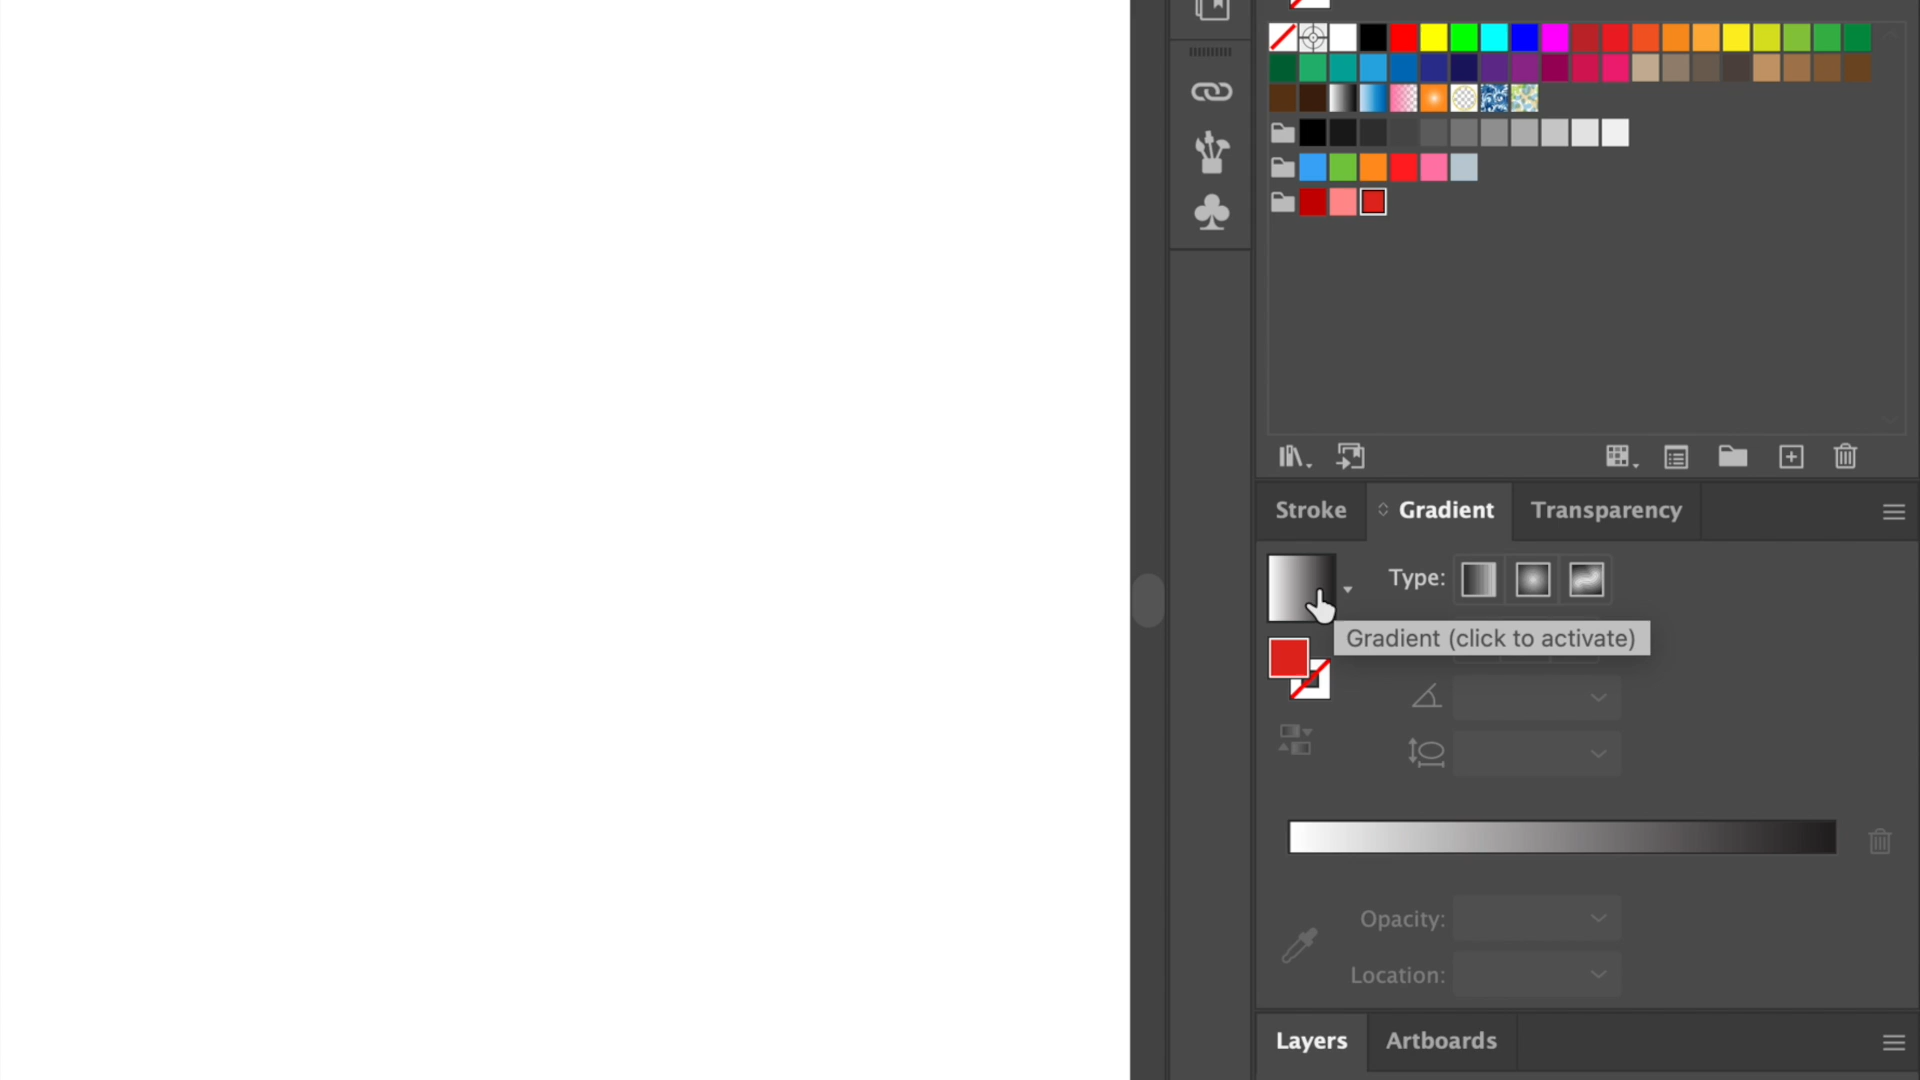 Stroke
Gradient
Transparency
Type:
Gradient (click to activate)
Opacity:
Location:
Layers
Artboards